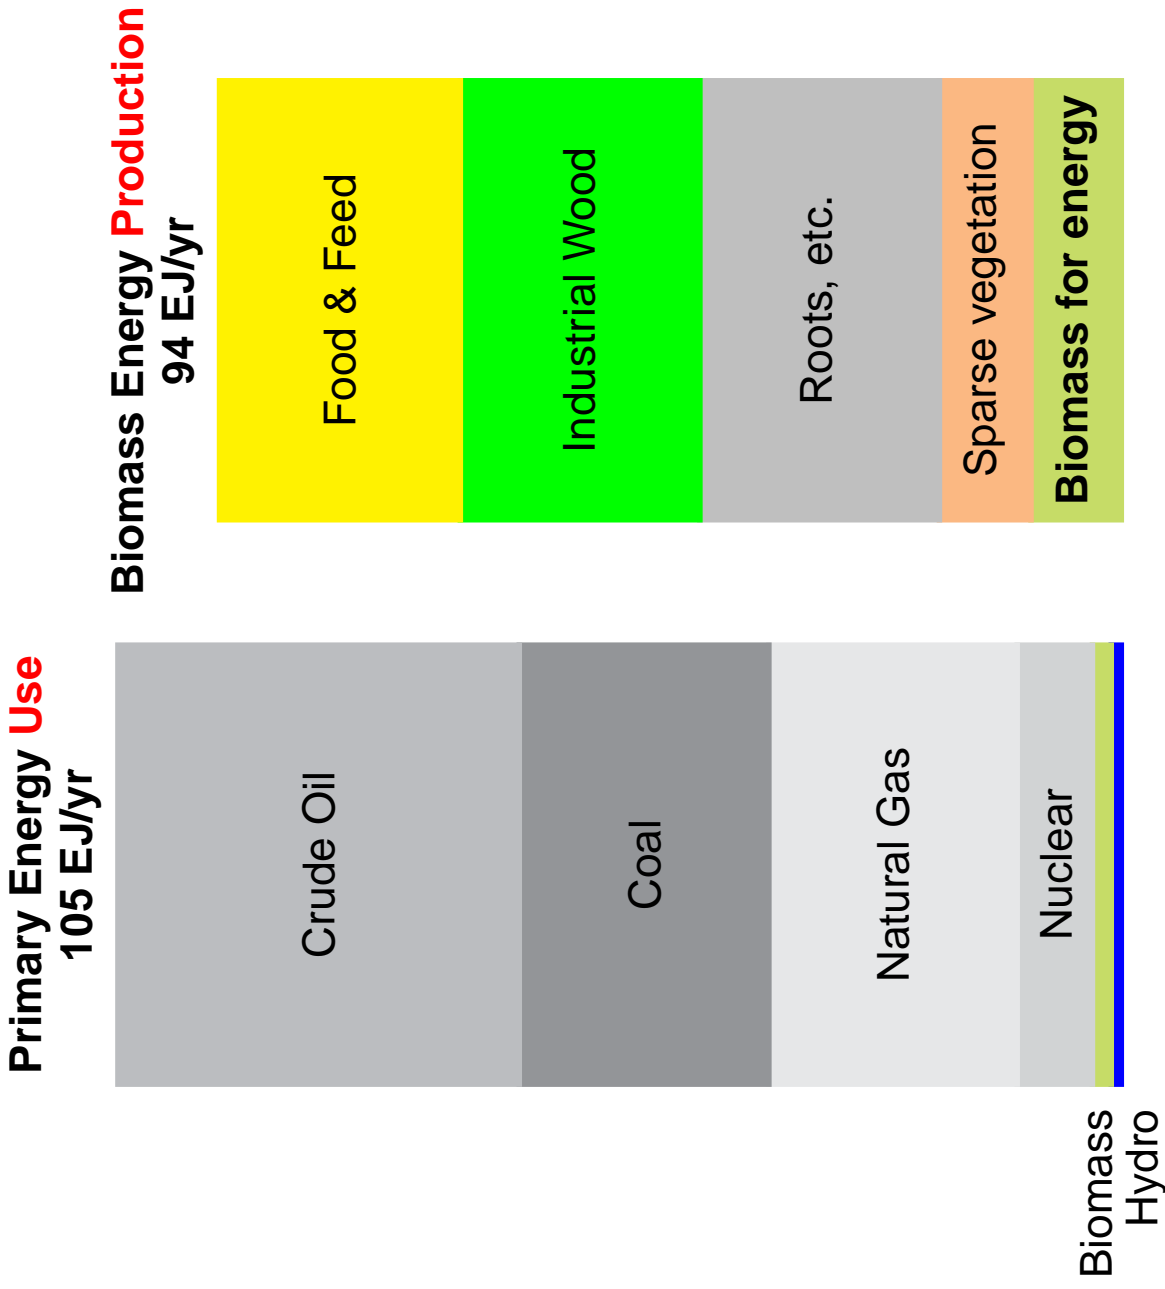 Primary Energy Use
105 EJ/yr
Crude Oil
Coal
Natural Gas
Nuclear
Biomass
Hydro
Biomass Energy Production
94 EJ/yr
Food & Feed
Industrial Wood
Roots, etc.
Sparse vegetation
Biomass for energy